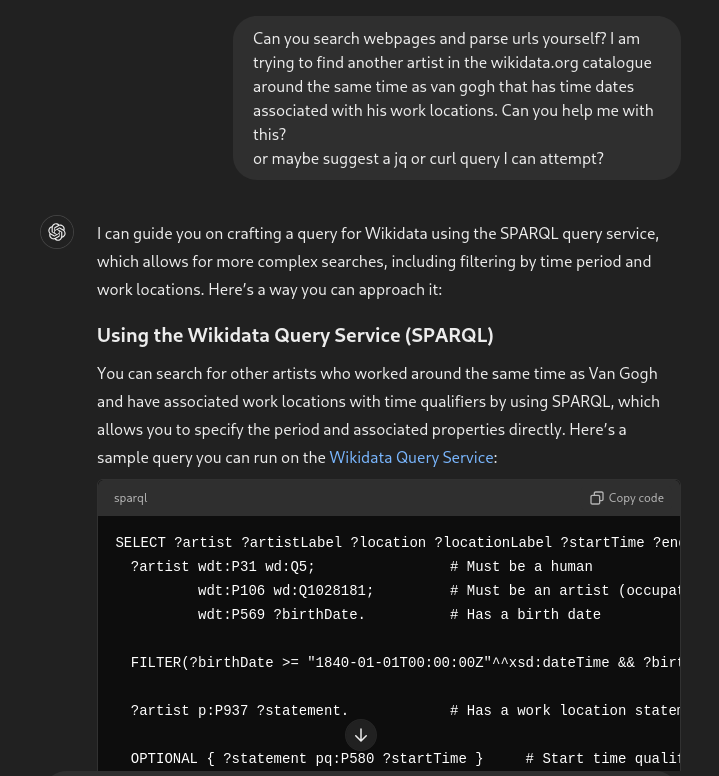 Can you search webpages and parse urls yourself? I am
trying to find another artist in the wikidata.org catalogue
around the same time as van gogh that has time dates
associated with his work locations. Can you help me with
this?
or maybe suggest a jq or curl query I can attempt?
I can guide you on crafting a query for Wikidata using the SPARQL query service,
which allows for more complex searches, including filtering by time period and
work locations. Here's a way you can approach it:
Using the Wikidata Query Service (SPARQL)
You can search for other artists who worked around the same time as Van Gogh
and have associated work locations with time qualifiers by using SPARQL, which
allows you to specify the period and associated properties directly. Here's a
sample query you can run on the Wikidata Query Service:
sparql Copy code
SELECT ?artist ?artistLabel ?location ?locationLabel ?startTime
?artist wdt:P31 wd:Q5; # Must be a human
wdt:P106 wd:Q1028181; # Must be an artist
wdt:P569 ?birthDate. # Has a birth date
FILTER(?birthDate >= "1840-01-01T00:00:00Z"^^xsd:dateTime &&
?artist p:P937 ?statement. # Has a work location
OPTIONAL { ?statement pq:P580 ?startTime } # Start time